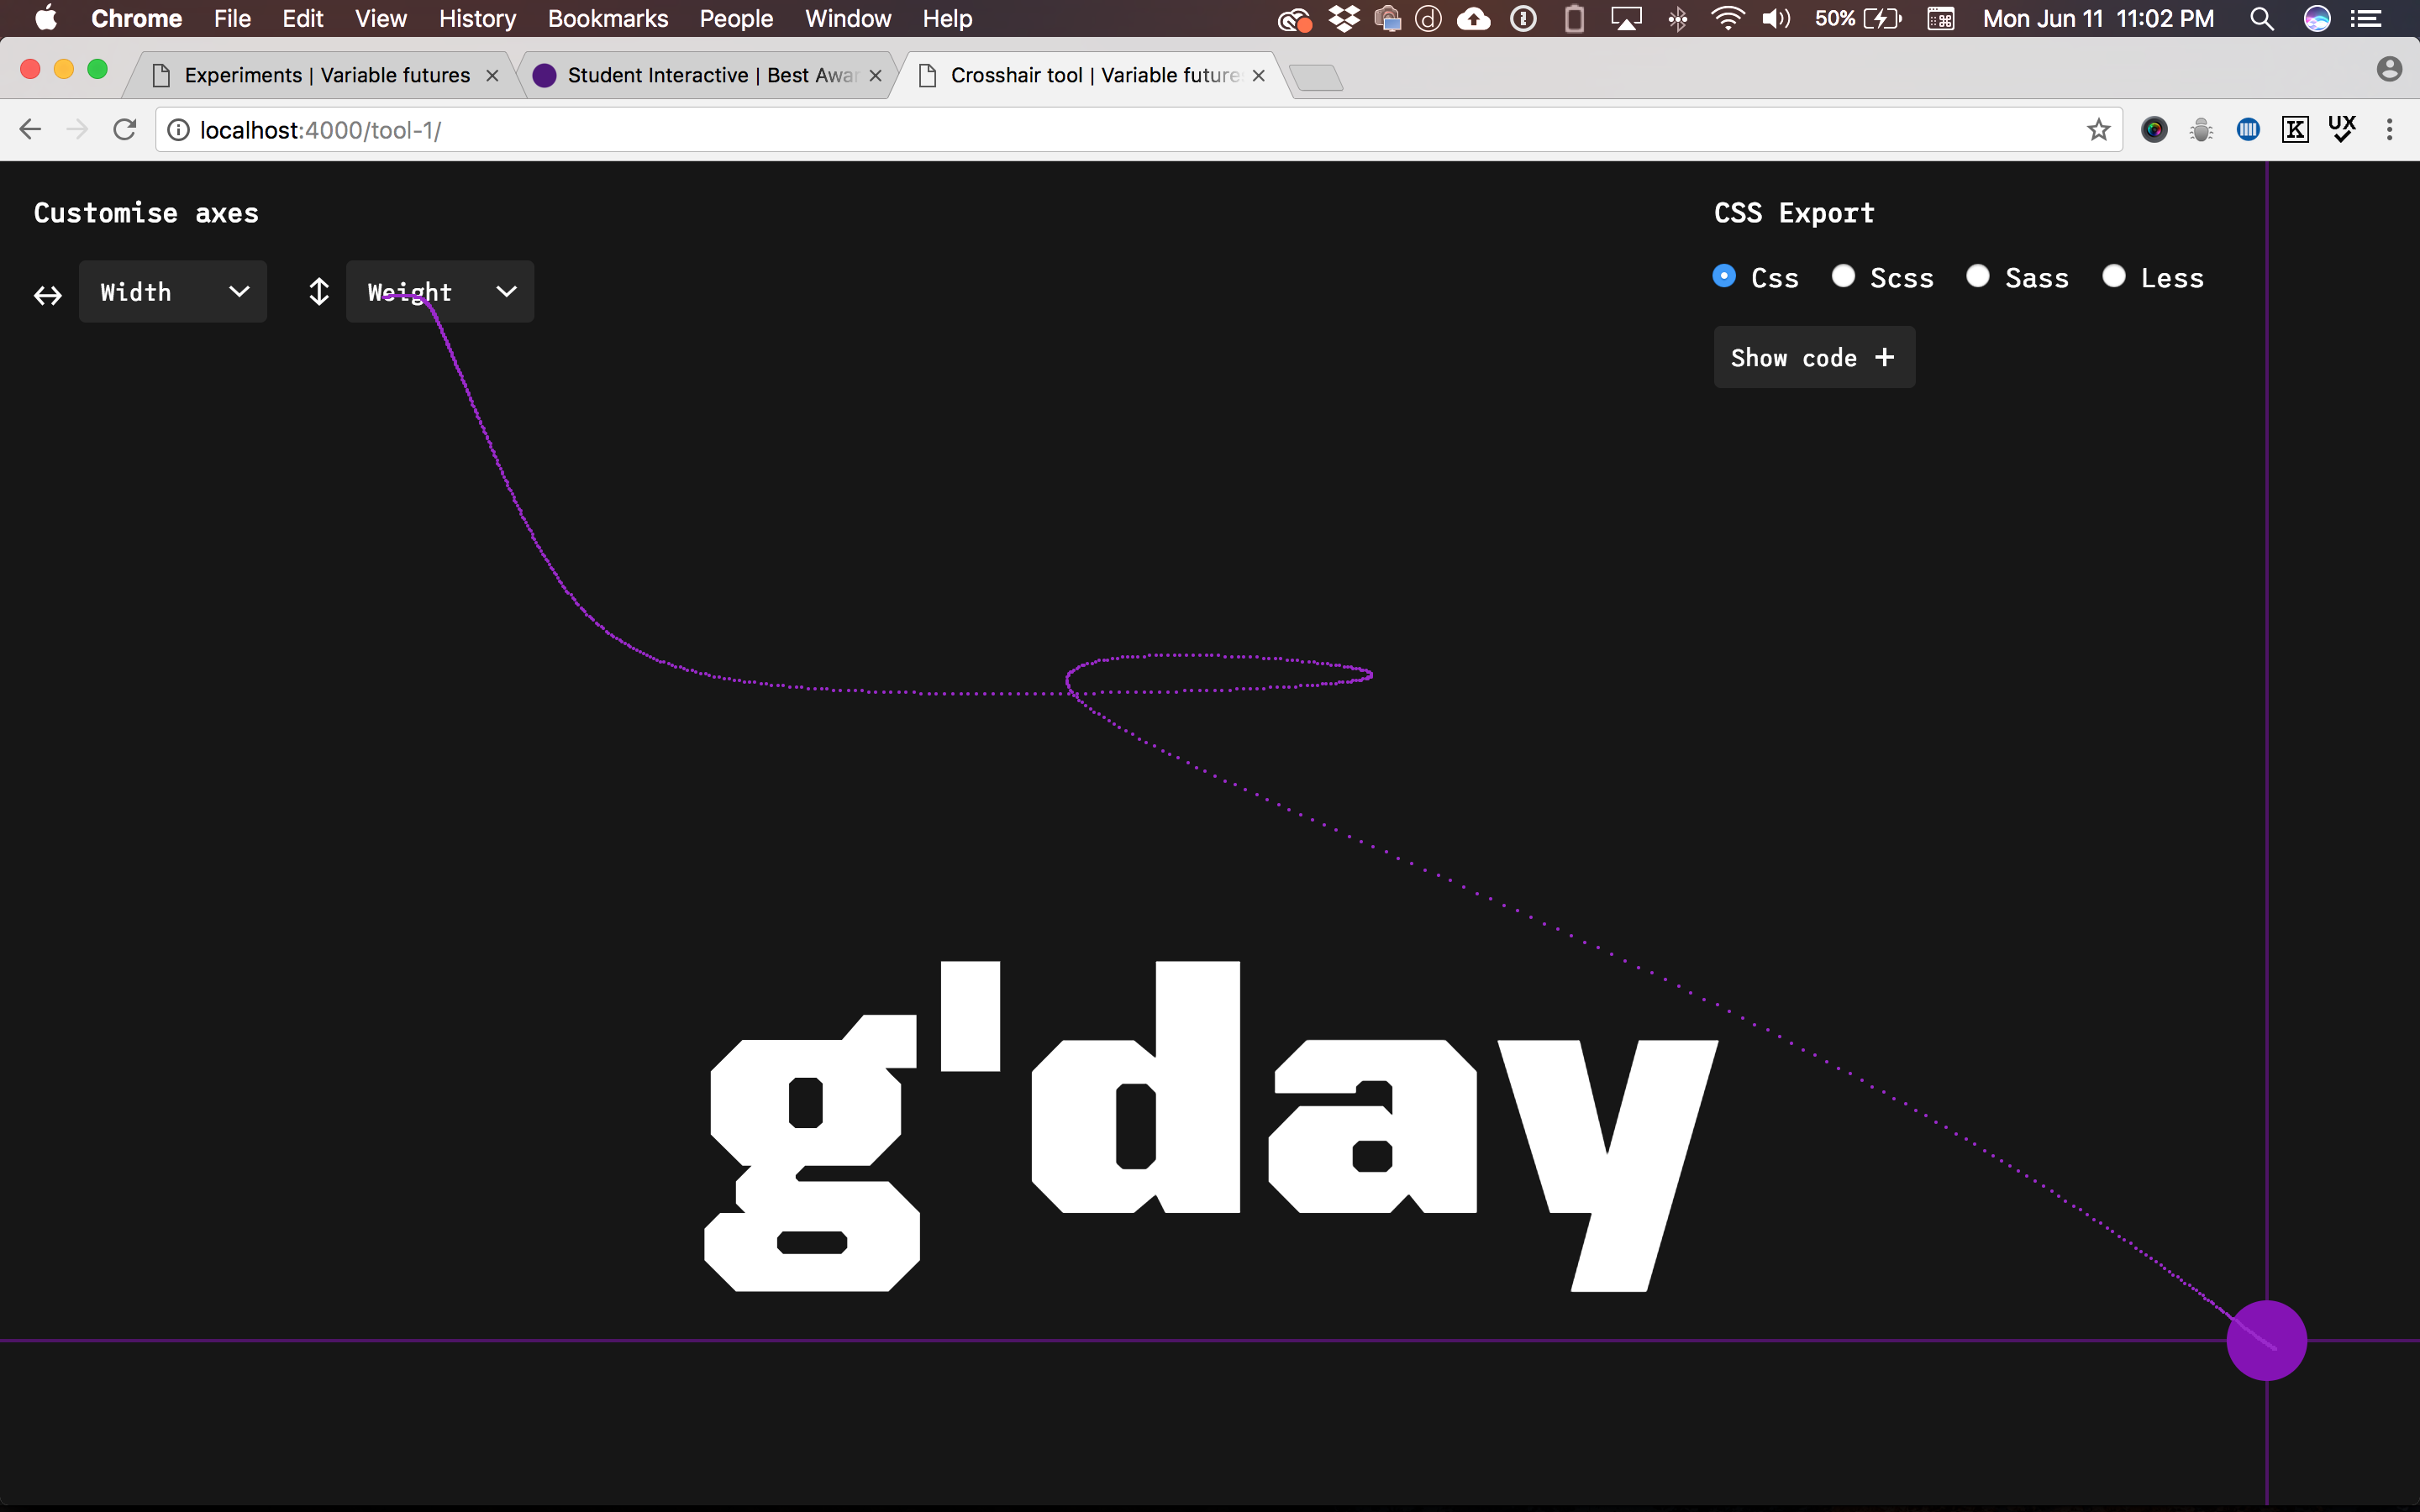 Chrome File Edit View History Bookmarks People Window Help 50% Mon Jun 11 11:02 PM
Experiments | Variable futures Student Interactive | Best Awar Crosshair tool | Variable future
localhost:4000/tool-1/ K UX
Customise axes CSS Export
Width Weight Css Scss Sass Less
Show code +
g'day